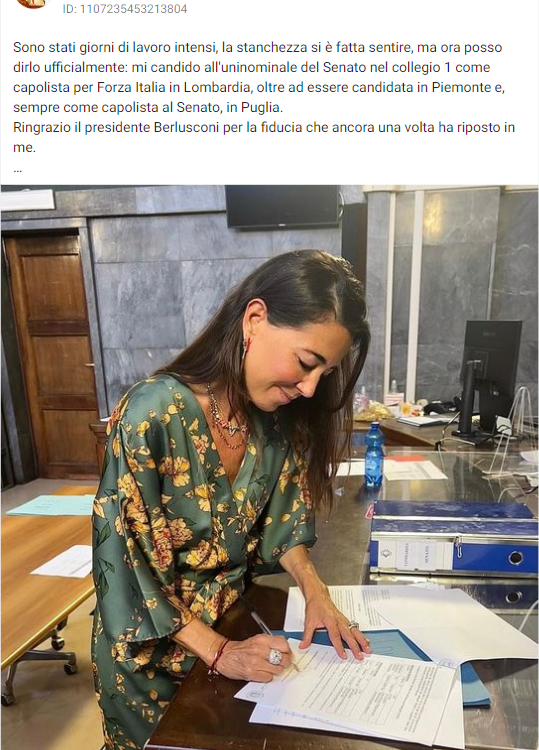 ID: 1107235453213804
Sono stati giorni di lavoro intensi, la stanchezza si è fatta sentire, ma ora posso
dirlo ufficialmente: mi candido all'uninominale del Senato nel collegio 1 come
capolista per Forza Italia in Lombardia, oltre ad essere candidata in Piemonte e,
sempre come capolista al Senato, in Puglia.
Ringrazio il presidente Berlusconi per la fiducia che ancora una volta ha riposto in
me.
...